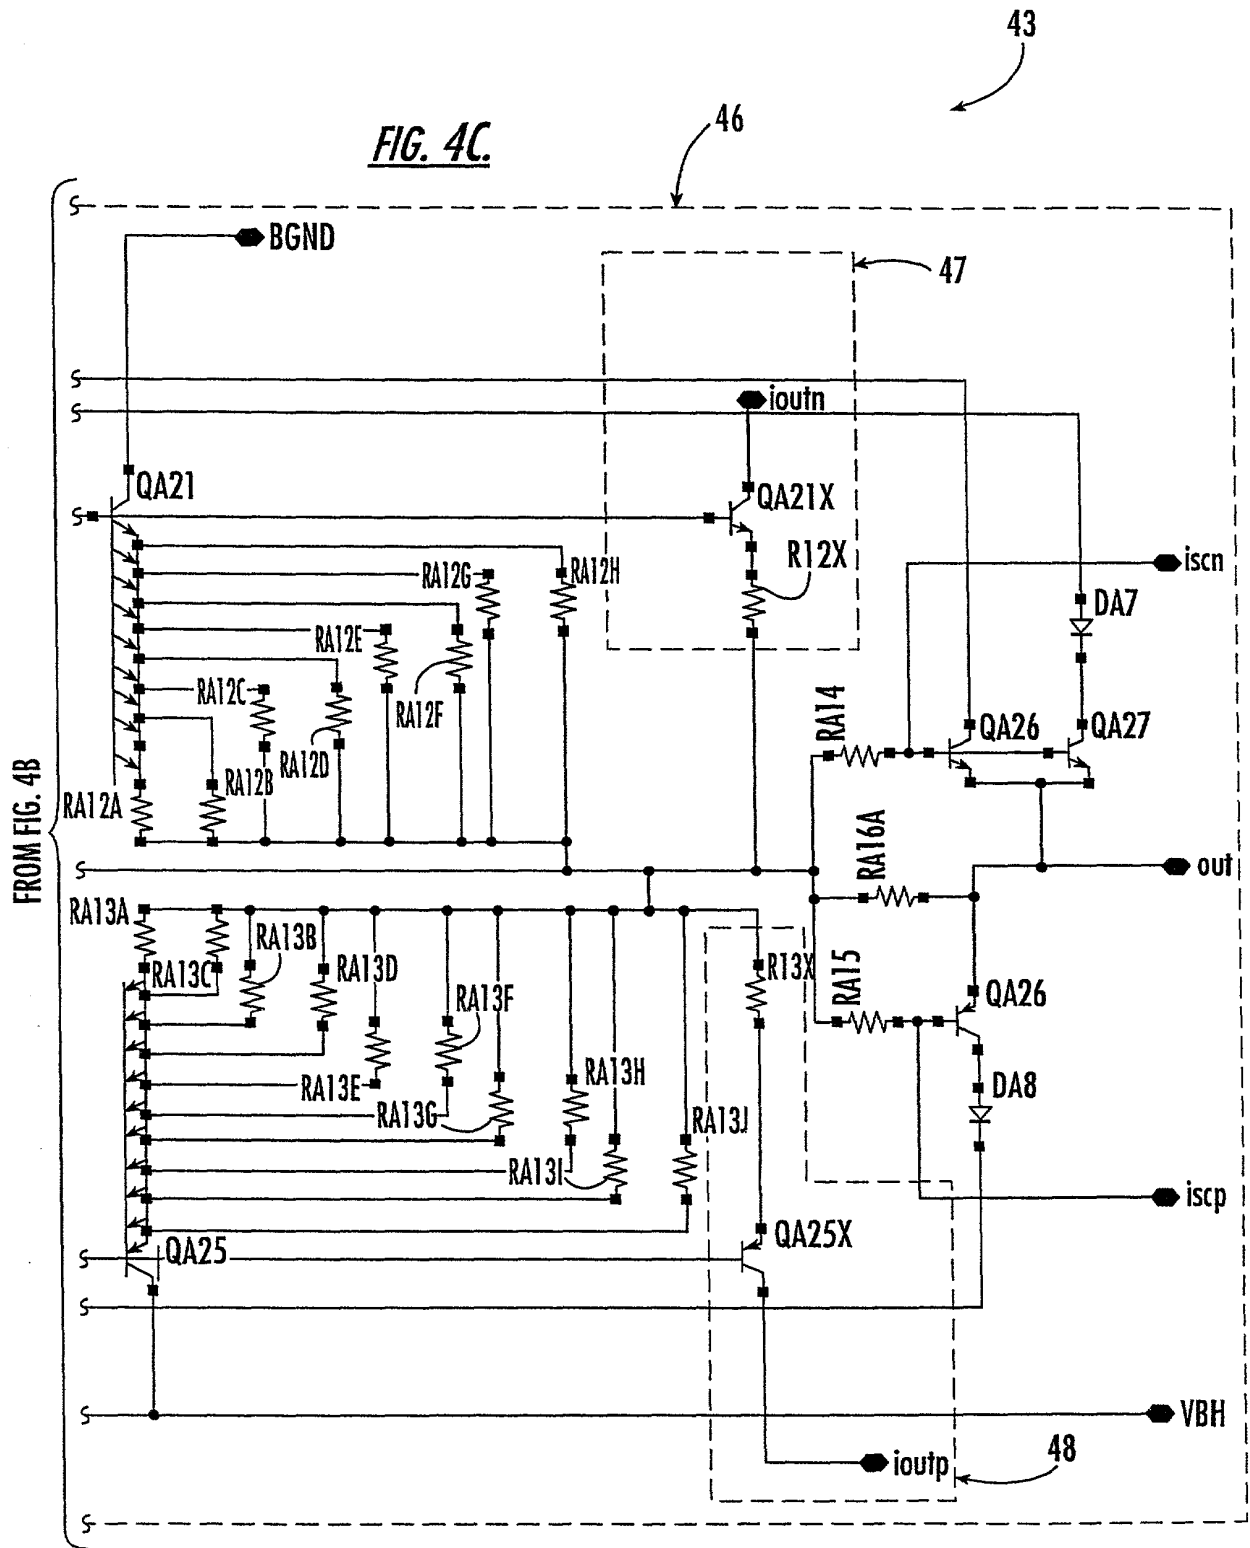 43
46
FIG. 4C.
BGND
47
ioutn
QA21
QA21X
RA12G
RA12H
R12X
iscn
DA7
RA12E
RA12C
RA12F
RA14
QA26
QA27
RA12D
RA12B
RA12A
FROM FIG. 4B
RA16A
out
RA13A
RA13B
RA13C
RA13D
R13X
RA15
QA26
RA13F
RA13E
RA13H
DA8
RA13G
RA13J
RA13I
iscp
QA25
QA25X
VBH
ioutp
48